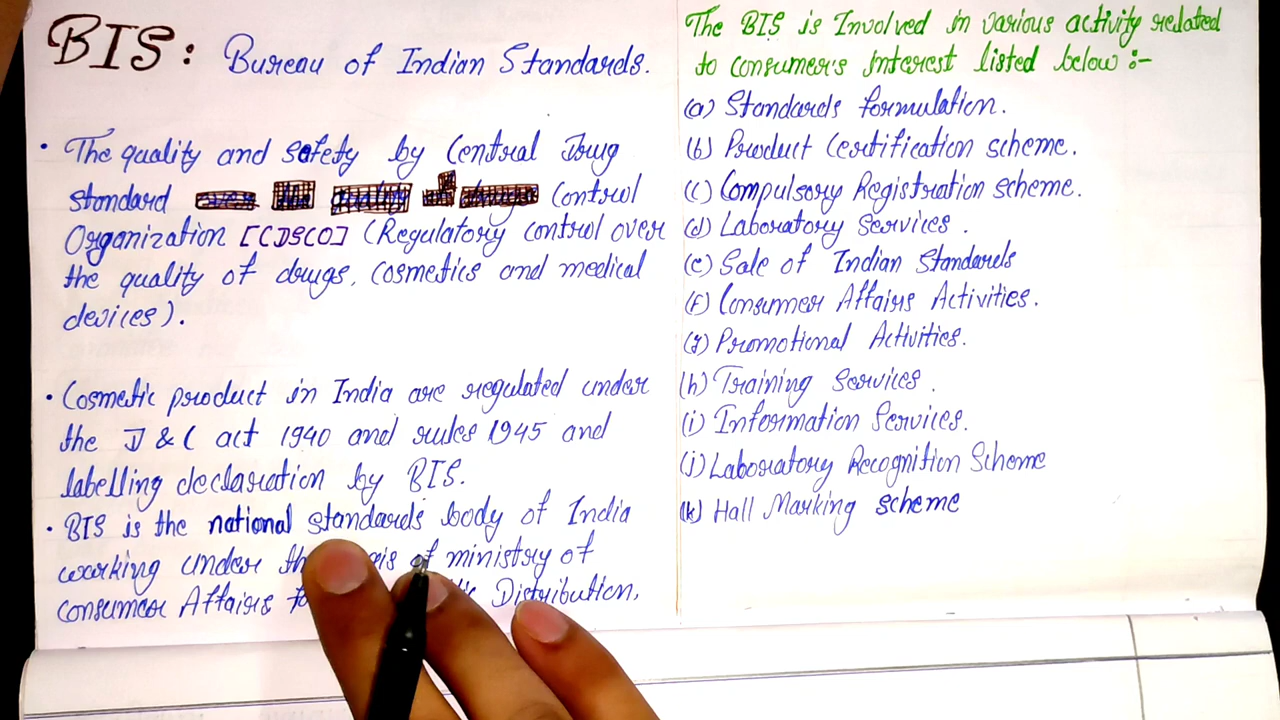 BIS: Bureau of Indian Standards.
• The quality and safety by Central Drug
standard Control
Organization [CDSCO] (Regulatory control over
the quality of drugs, cosmetics and medical
devices).
• Cosmetic product in India are regulated under
the D & C act 1940 and rules 1945 and
labelling declaration by BIS.
• BIS is the national standards body of India
working under of ministry of
consumer Affairs Distribution.
The BIS is Involved in various activity related
to consumer's Interest listed below :-
(a) Standards formulation.
(b) Product Certification scheme.
(c) Compulsory Registration scheme.
(d) Laboratory Services.
(e) Sale of Indian Standards
(f) Consumer Affairs Activities.
(g) Promotional Activities.
(h) Training Services.
(i) Information Services.
(j) Laboratory Recognition Scheme
(k) Hall Marking scheme